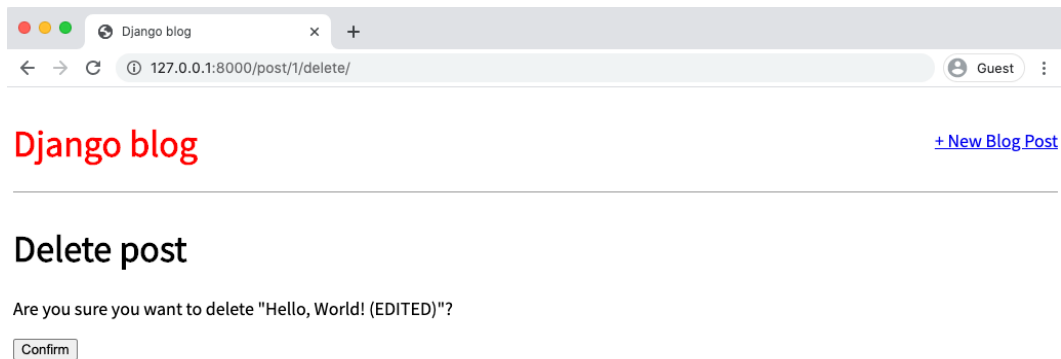 Django blog
127.0.0.1:8000/post/1/delete/
Guest
Django blog
+ New Blog Post
Delete post
Are you sure you want to delete "Hello, World! (EDITED)"?
Confirm